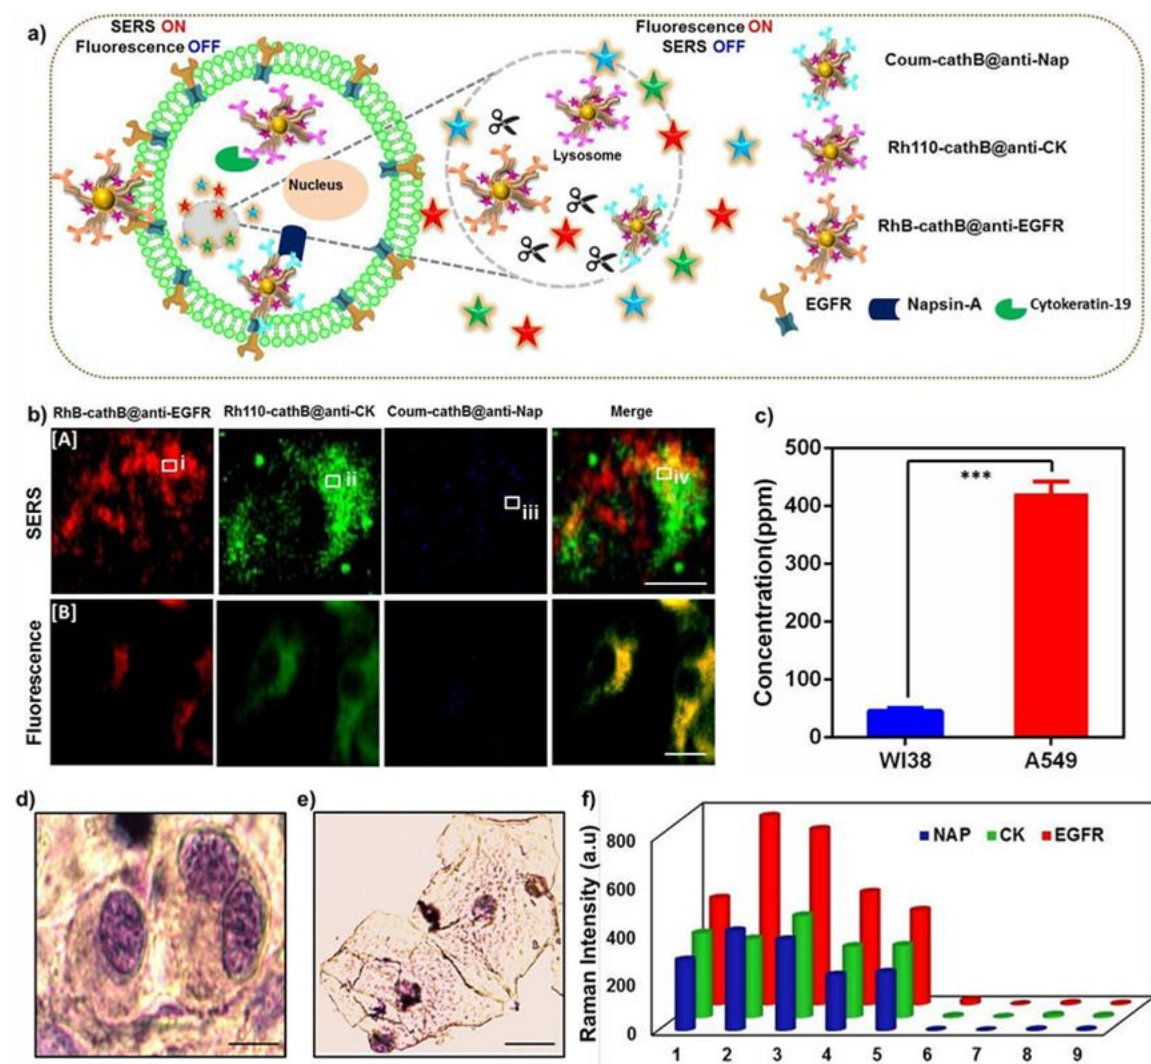 a)
SERS ON
Fluorescence OFF
Fluorescence ON
SERS OFF
Nucleus
Lysosome
Coum-cathB@anti-Nap
Rh110-cathB@anti-CK
RhB-cathB@anti-EGFR
EGFR
Napsin-A
Cytokeratin-19
b)
RhB-cathB@anti-EGFR
Rh110-cathB@anti-CK
Coum-cathB@anti-Nap
Merge
[A]
SERS
i
ii
iii
iv
[B]
Fluorescence
c)
Concentration(ppm)
500
400
300
200
100
0
***
WI38
A549
d)
e)
f)
Raman Intensity (a.u)
800
600
400
200
0
NAP
CK
EGFR
1 2 3 4 5 6 7 8 9